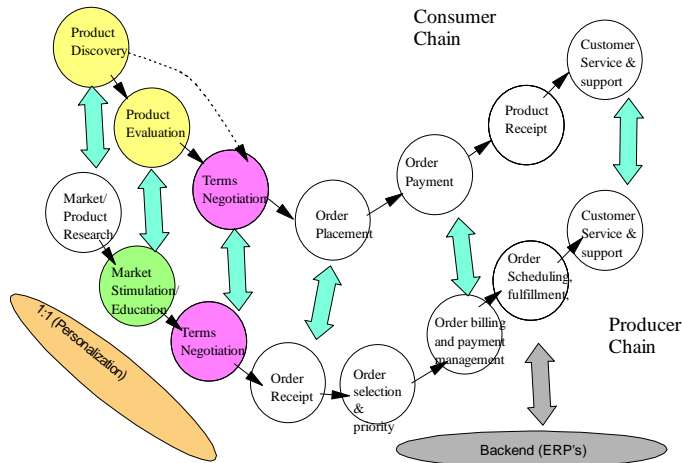 Consumer
Chain
Product
Discovery
Customer
Service &
support
Product
Evaluation
Product
Receipt
Order
Payment
Terms
Negotiation
Order
Placement
Market/
Product
Research
Customer
Service &
support
Market
Stimulation/
Education
Order
Scheduling,
fulfillment,
Terms
Negotiation
Order billing
and payment
management
Order
Receipt
Order
selection
&
priority
Producer
Chain
1:1 (Personalization)
Backend (ERP's)